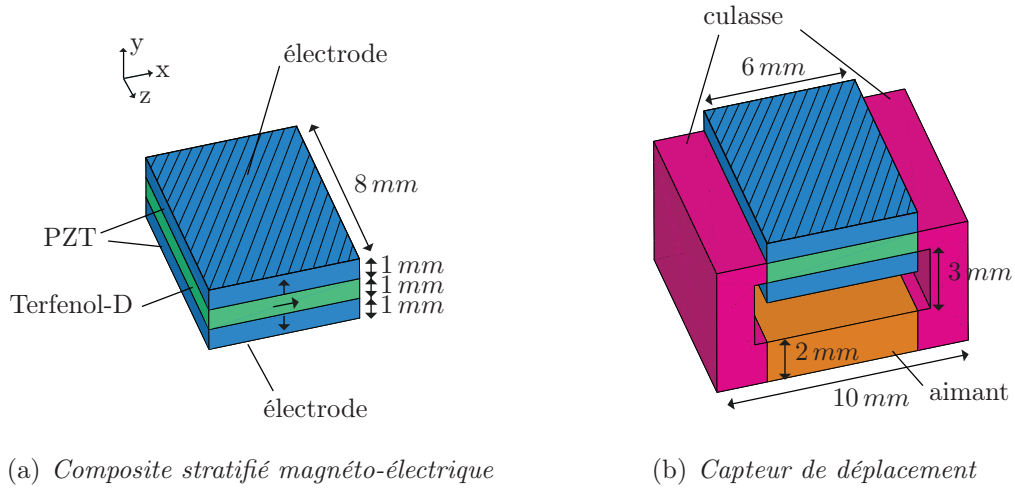 y
x
z
électrode
8 mm
PZT
Terfenol-D
1 mm
1 mm
1 mm
électrode
(a) Composite stratifié magnéto-électrique
culasse
6 mm
3 mm
2 mm
10 mm
aimant
(b) Capteur de déplacement